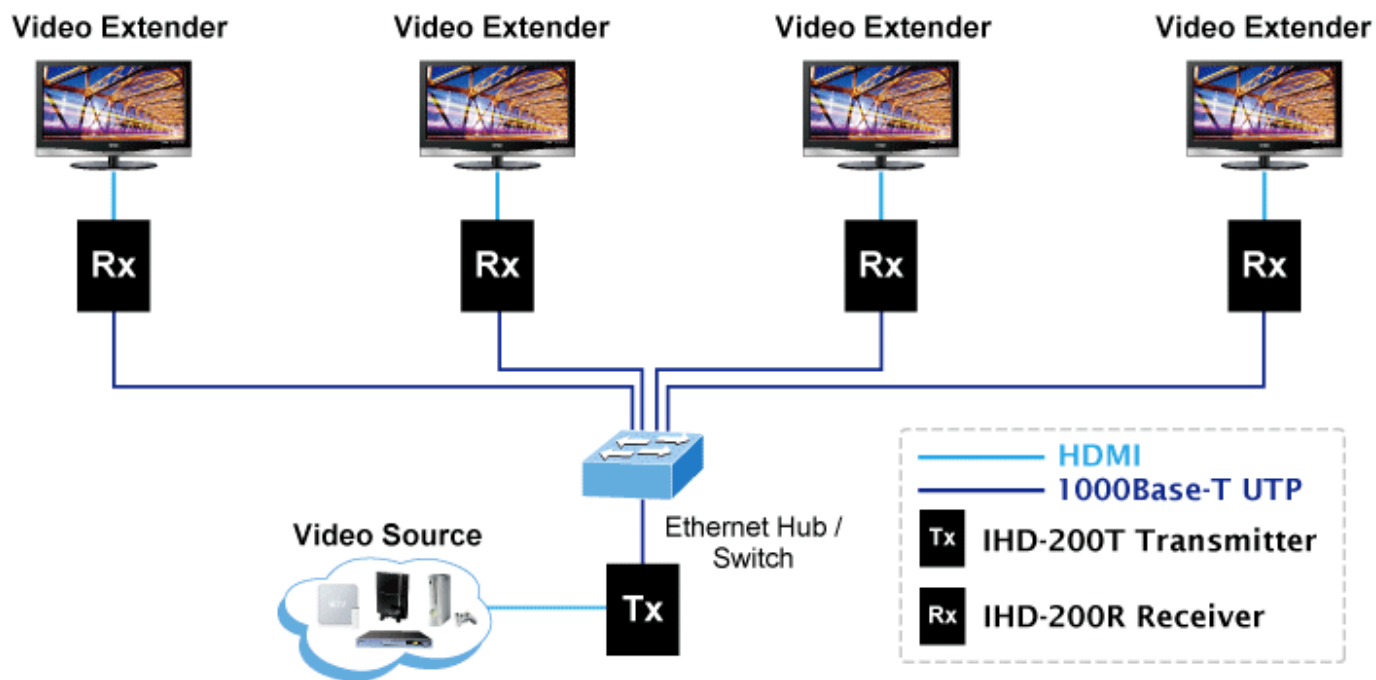 Video Extender
Video Extender
Video Extender
Video Extender
Rx
Rx
Rx
Rx
Ethernet Hub /
Switch
Video Source
Tx
HDMI
1000Base-T UTP
Tx IHD-200T Transmitter
Rx IHD-200R Receiver